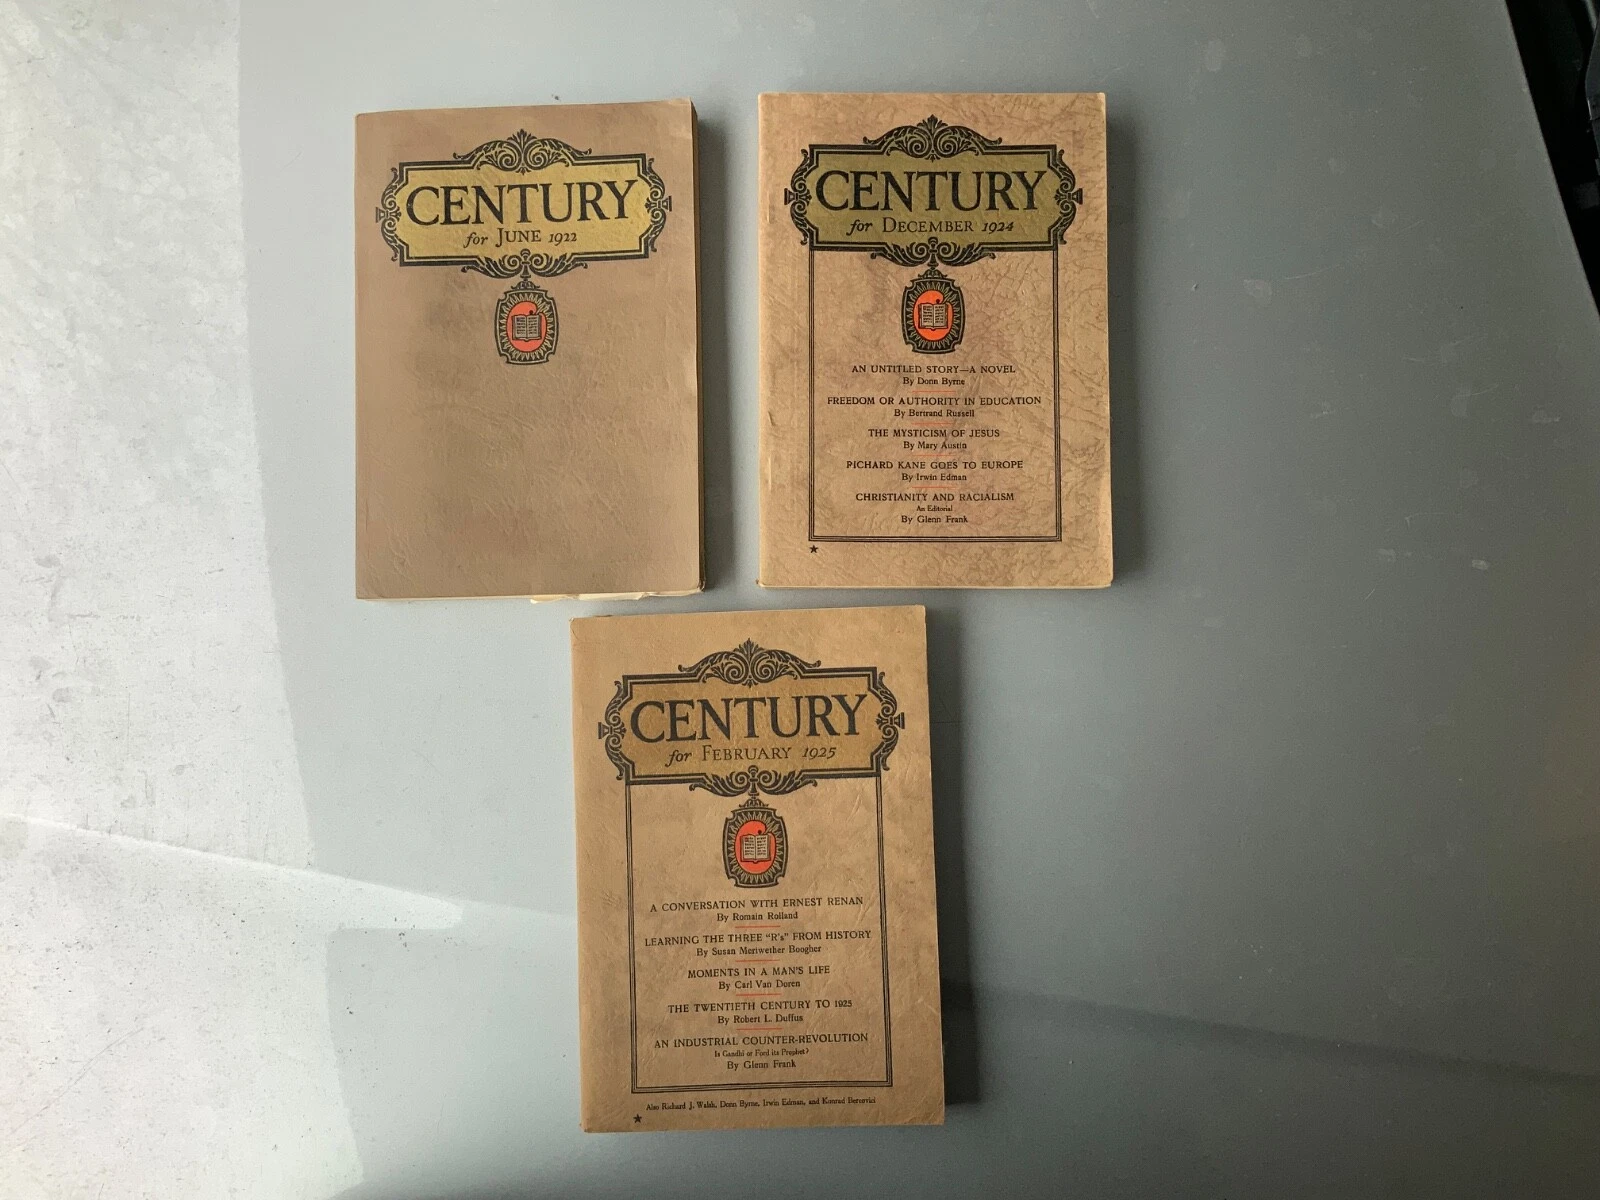 CENTURY
for JUNE 1922
CENTURY
for DECEMBER 1924
AN UNTITLED STORY—A NOVEL
By Donn Byrne
FREEDOM OR AUTHORITY IN EDUCATION
By Bertrand Russell
THE MYSTICISM OF JESUS
By Mary Austin
PICHARD KANE GOES TO EUROPE
By Irwin Edman
CHRISTIANITY AND RACIALISM
An Editorial
By Glenn Frank
CENTURY
for FEBRUARY 1925
A CONVERSATION WITH ERNEST RENAN
By Romain Rolland
LEARNING THE THREE "R's" FROM HISTORY
By Susan Meriwether Boogher
MOMENTS IN A MAN'S LIFE
By Carl Van Doren
THE TWENTIETH CENTURY TO 1925
By Robert L. Duffus
AN INDUSTRIAL COUNTER-REVOLUTION
Is Gandhi or Ford its Prophet?
By Glenn Frank
Also Richard J. Walsh, Donn Byrne, Irwin Edman, and Konrad Bercovici